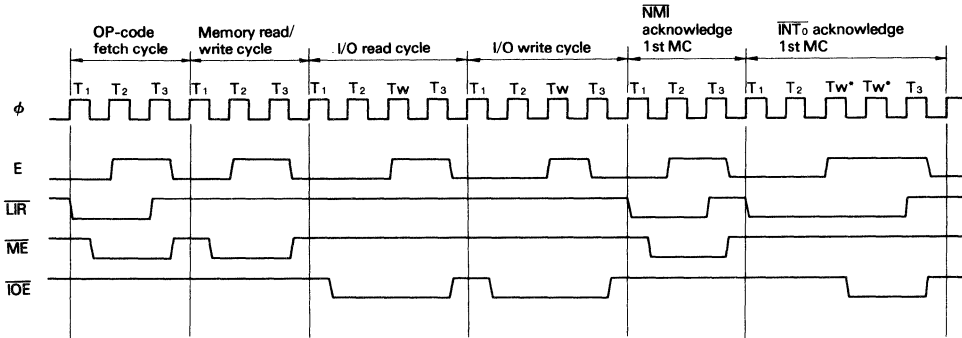 OP-code
fetch cycle
Memory read/
write cycle
I/O read cycle
I/O write cycle
NMI
acknowledge
1st MC
INT₀ acknowledge
1st MC
T₁ T₂ T₃ T₁ T₂ T₃ T₁ T₂ Tw T₃ T₁ T₂ Tw T₃ T₁ T₂ T₃ T₁ T₂ Tw* Tw* T₃
φ
E
LIR
ME
IOE